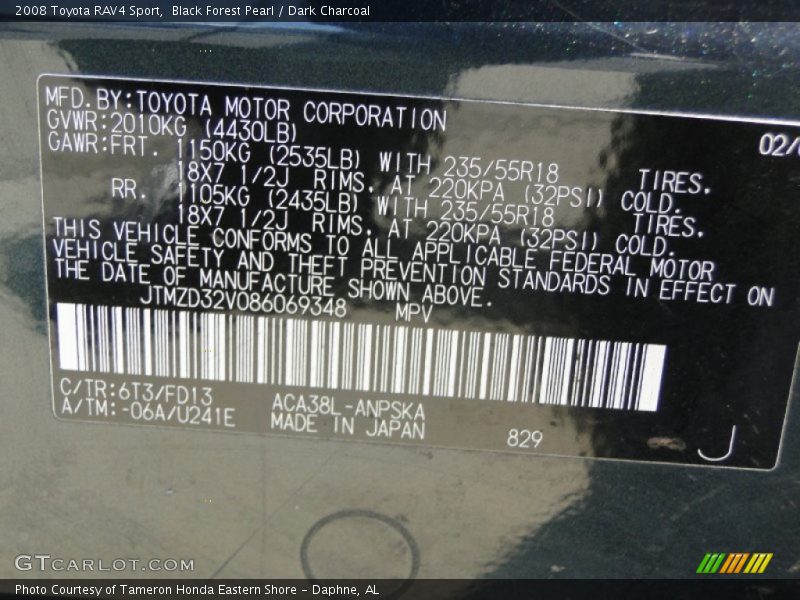 2008 Toyota RAV4 Sport,  Black Forest Pearl / Dark Charcoal
MFD.BY:TOYOTA MOTOR CORPORATION
02/
GVWR:2010KG (4430LB)
GAWR:FRT. 1150KG (2535LB) WITH 235/55R18 TIRES.
18X7 1/2J RIMS. AT 220KPA (32PSI) COLD.
RR. 1105KG (2435LB) WITH 235/55R18 TIRES.
18X7 1/2J RIMS. AT 220KPA (32PSI) COLD.
THIS VEHICLE CONFORMS TO ALL APPLICABLE FEDERAL MOTOR
VEHICLE SAFETY AND THEFT PREVENTION STANDARDS IN EFFECT ON
THE DATE OF MANUFACTURE SHOWN ABOVE.
JTMZD32V086069348 MPV
C/TR:6T3/FD13
A/TM:-06A/U241E
ACA38L-ANPSKA
MADE IN JAPAN
829
J
GTCARLOT.COM
Photo Courtesy of Tameron Honda Eastern Shore - Daphne, AL